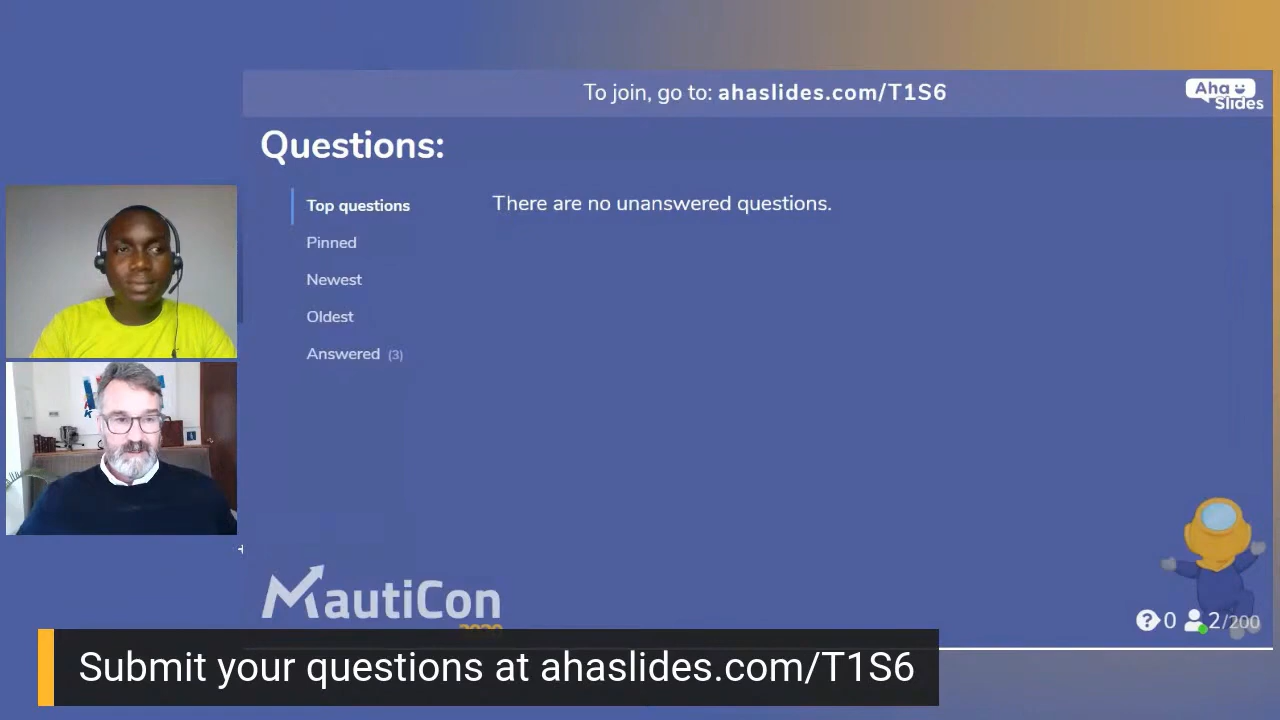 To join, go to: ahaslides.com/T1S6
Aha
Slides
Questions:
Top questions
There are no unanswered questions.
Pinned
Newest
Oldest
Answered (3)
MautiCon
2020
? 0 2/200
Submit your questions at ahaslides.com/T1S6